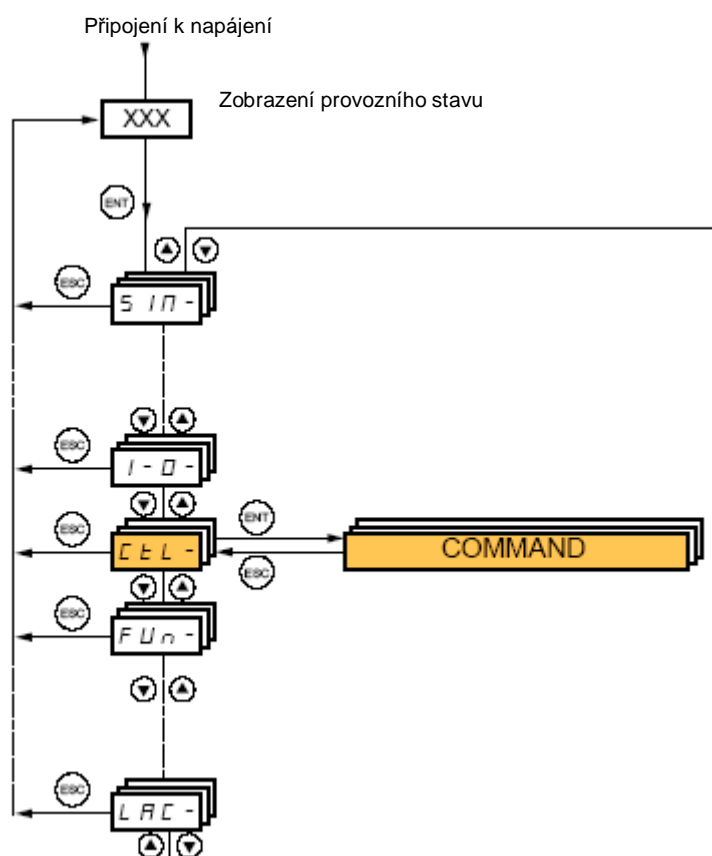 Připojení k napájení
XXX
Zobrazení provozního stavu
ENT
ESC
SIM-
ESC
I-O-
ESC
CtL-
ENT
ESC
COMMAND
ESC
FUn-
ESC
LAC-